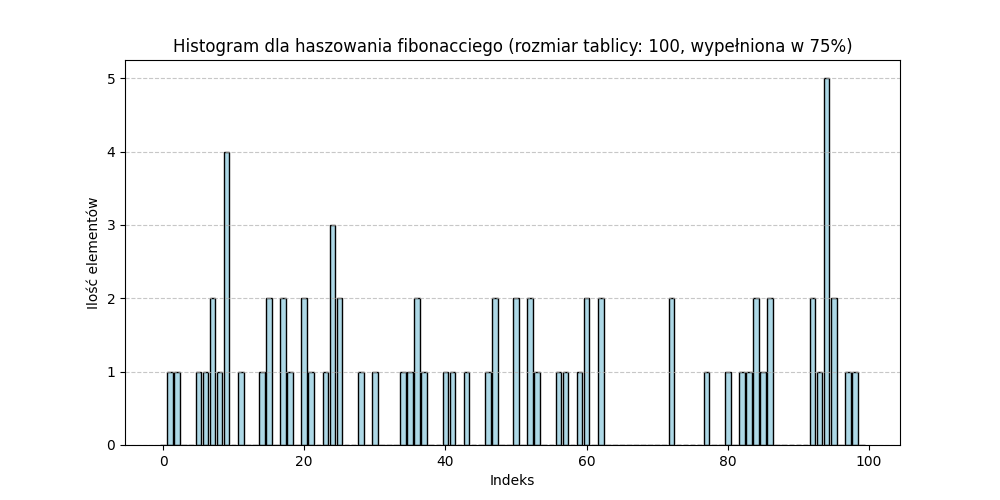 Histogram dla haszowania fibonacciego (rozmiar tablicy: 100, wypełniona w 75%)
5
4
3
2
1
0
Ilość elementów
0 20 40 60 80 100
Indeks